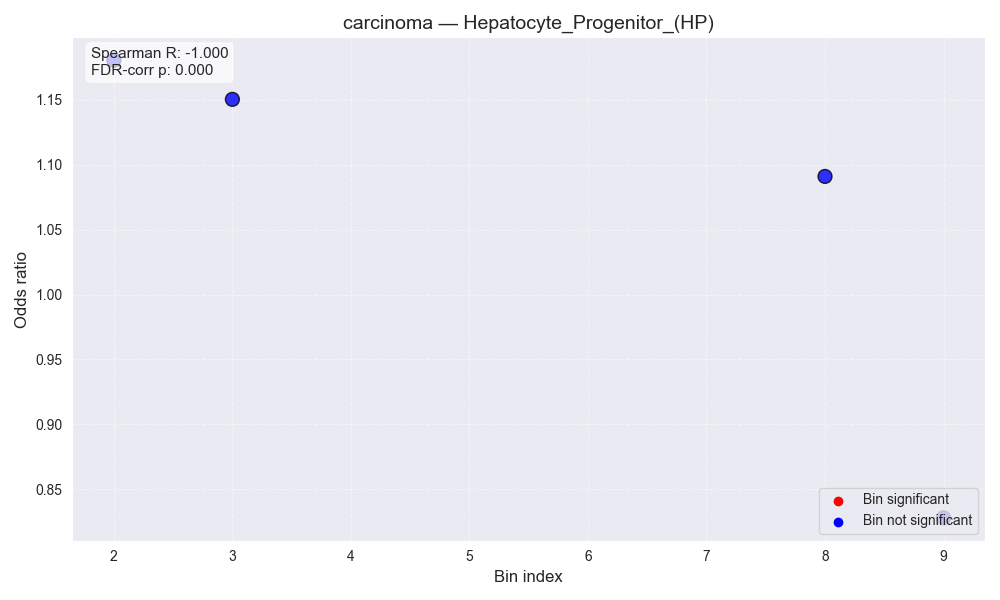 carcinoma — Hepatocyte_Progenitor_(HP)
Spearman R: -1.000
FDR-corr p: 0.000
Odds ratio
1.15
1.10
1.05
1.00
0.95
0.90
0.85
2 3 4 5 6 7 8 9
Bin index
Bin significant
Bin not significant